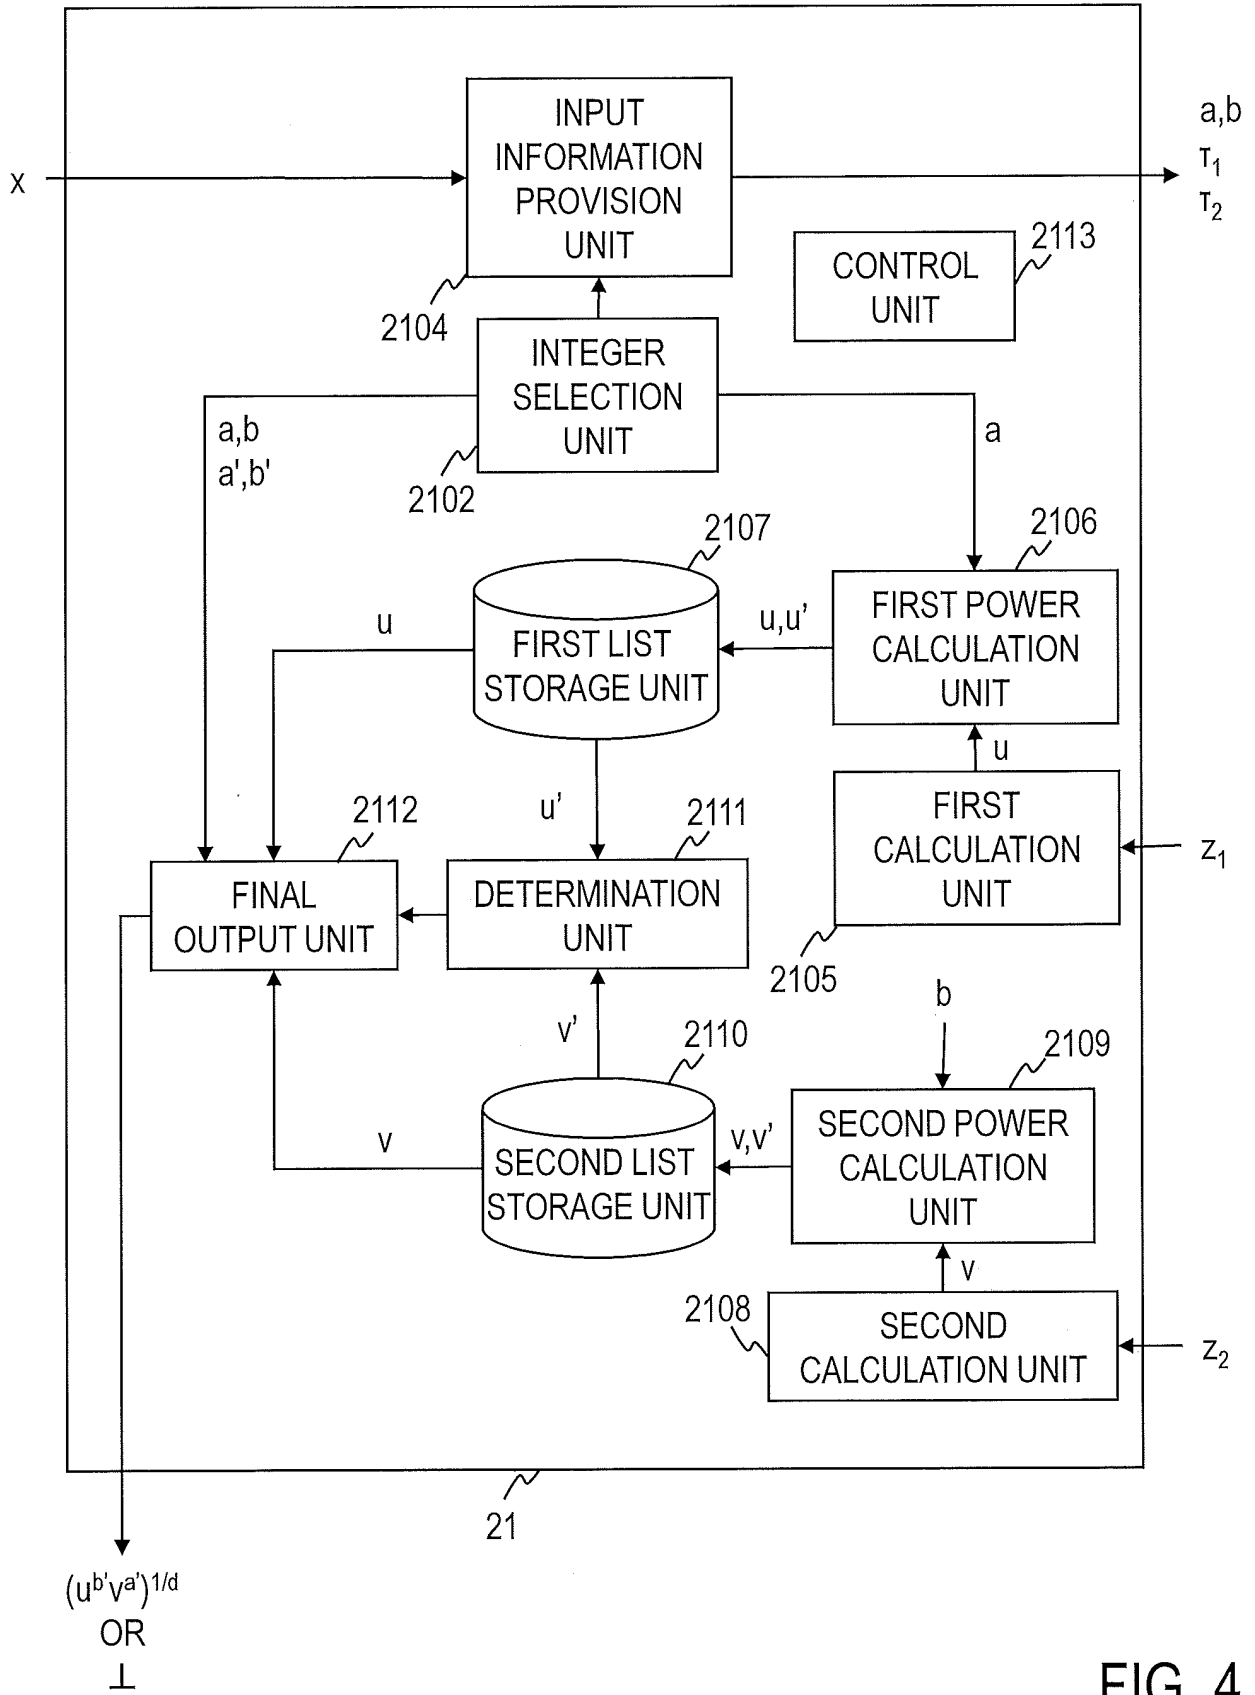 INPUT
INFORMATION
PROVISION
UNIT
x
a,b
τ₁
τ₂
2104
CONTROL
UNIT
2113
INTEGER
SELECTION
UNIT
2102
a,b
a',b'
a
2107
FIRST LIST
STORAGE UNIT
u
u,u'
2106
FIRST POWER
CALCULATION
UNIT
u
u'
2112
FINAL
OUTPUT UNIT
2111
DETERMINATION
UNIT
FIRST
CALCULATION
UNIT
2105
z₁
v'
2110
SECOND LIST
STORAGE UNIT
v
v,v'
b
2109
SECOND POWER
CALCULATION
UNIT
v
2108
SECOND
CALCULATION UNIT
z₂
21
(u^b'v^a')^1/d
OR
⊥
FIG. 4